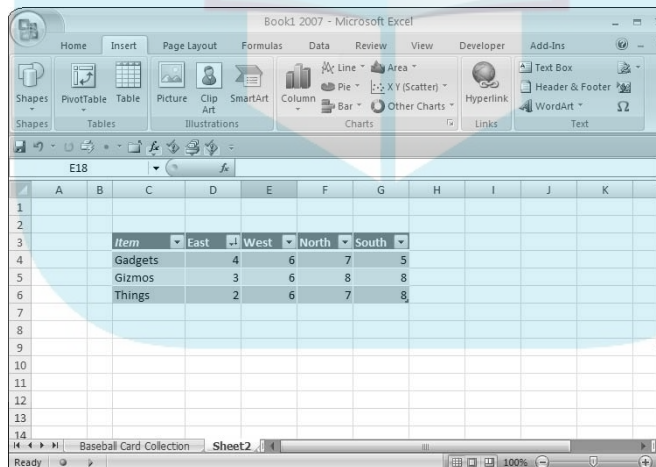 Book1 2007 - Microsoft Excel
Home Insert Page Layout Formulas Data Review View Developer Add-Ins
Shapes PivotTable Table Picture Clip Art SmartArt Column Line Area Pie X Y (Scatter) Bar Other Charts Hyperlink Text Box Header & Footer WordArt Ω
Shapes Tables Illustrations Charts Links Text
E18 fx
A B C D E F G H I J K
1
2
3 Item East West North South
4 Gadgets 4 6 7 5
5 Gizmos 3 6 8 8
6 Things 2 6 7 8
7
8
9
10
11
12
13
14
Baseball Card Collection Sheet2
Ready 100%